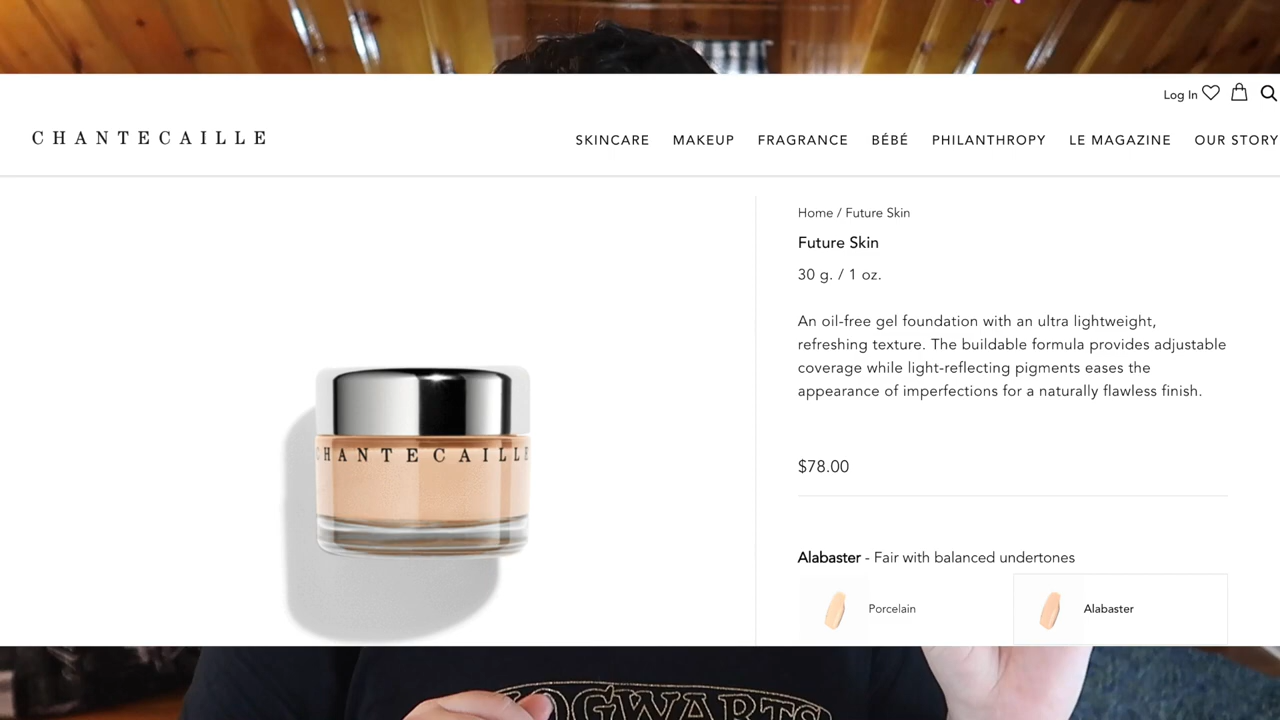 Log In
CHANTECAILLE
SKINCARE MAKEUP FRAGRANCE BÉBÉ PHILANTHROPY LE MAGAZINE OUR STORY
Home / Future Skin
Future Skin
30 g. / 1 oz.
An oil-free gel foundation with an ultra lightweight,
refreshing texture. The buildable formula provides adjustable
coverage while light-reflecting pigments eases the
appearance of imperfections for a naturally flawless finish.
CHANTECAILLE
$78.00
Alabaster - Fair with balanced undertones
Porcelain Alabaster
HOGWARTS